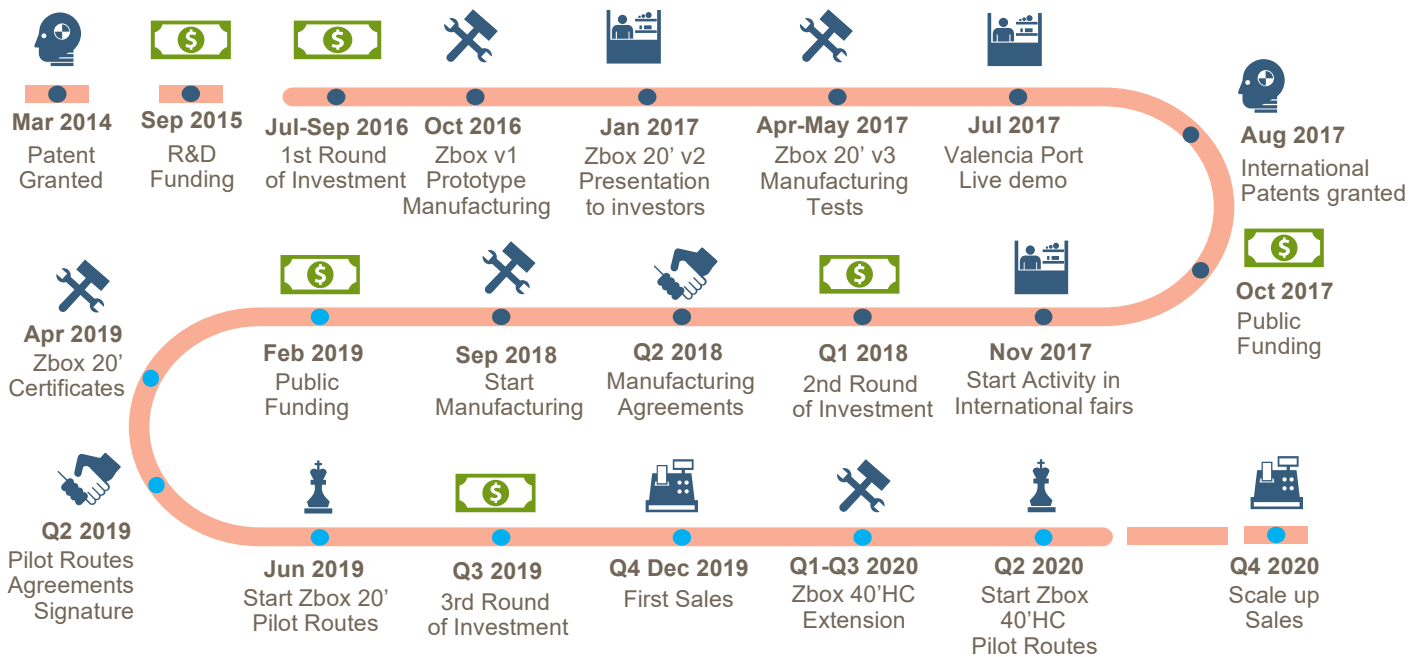 Mar 2014
Patent
Granted
Sep 2015
R&D
Funding
Jul-Sep 2016
1st Round
of Investment
Oct 2016
Zbox v1
Prototype
Manufacturing
Jan 2017
Zbox 20’ v2
Presentation
to investors
Apr-May 2017
Zbox 20’ v3
Manufacturing
Tests
Jul 2017
Valencia Port
Live demo
Aug 2017
International
Patents granted
Oct 2017
Public
Funding
Nov 2017
Start Activity in
International fairs
Q1 2018
2nd Round
of Investment
Q2 2018
Manufacturing
Agreements
Sep 2018
Start
Manufacturing
Feb 2019
Public
Funding
Apr 2019
Zbox 20’
Certificates
Q2 2019
Pilot Routes
Agreements
Signature
Jun 2019
Start Zbox 20’
Pilot Routes
Q3 2019
3rd Round
of Investment
Q4 Dec 2019
First Sales
Q1-Q3 2020
Zbox 40’HC
Extension
Q2 2020
Start Zbox
40’HC
Pilot Routes
Q4 2020
Scale up
Sales